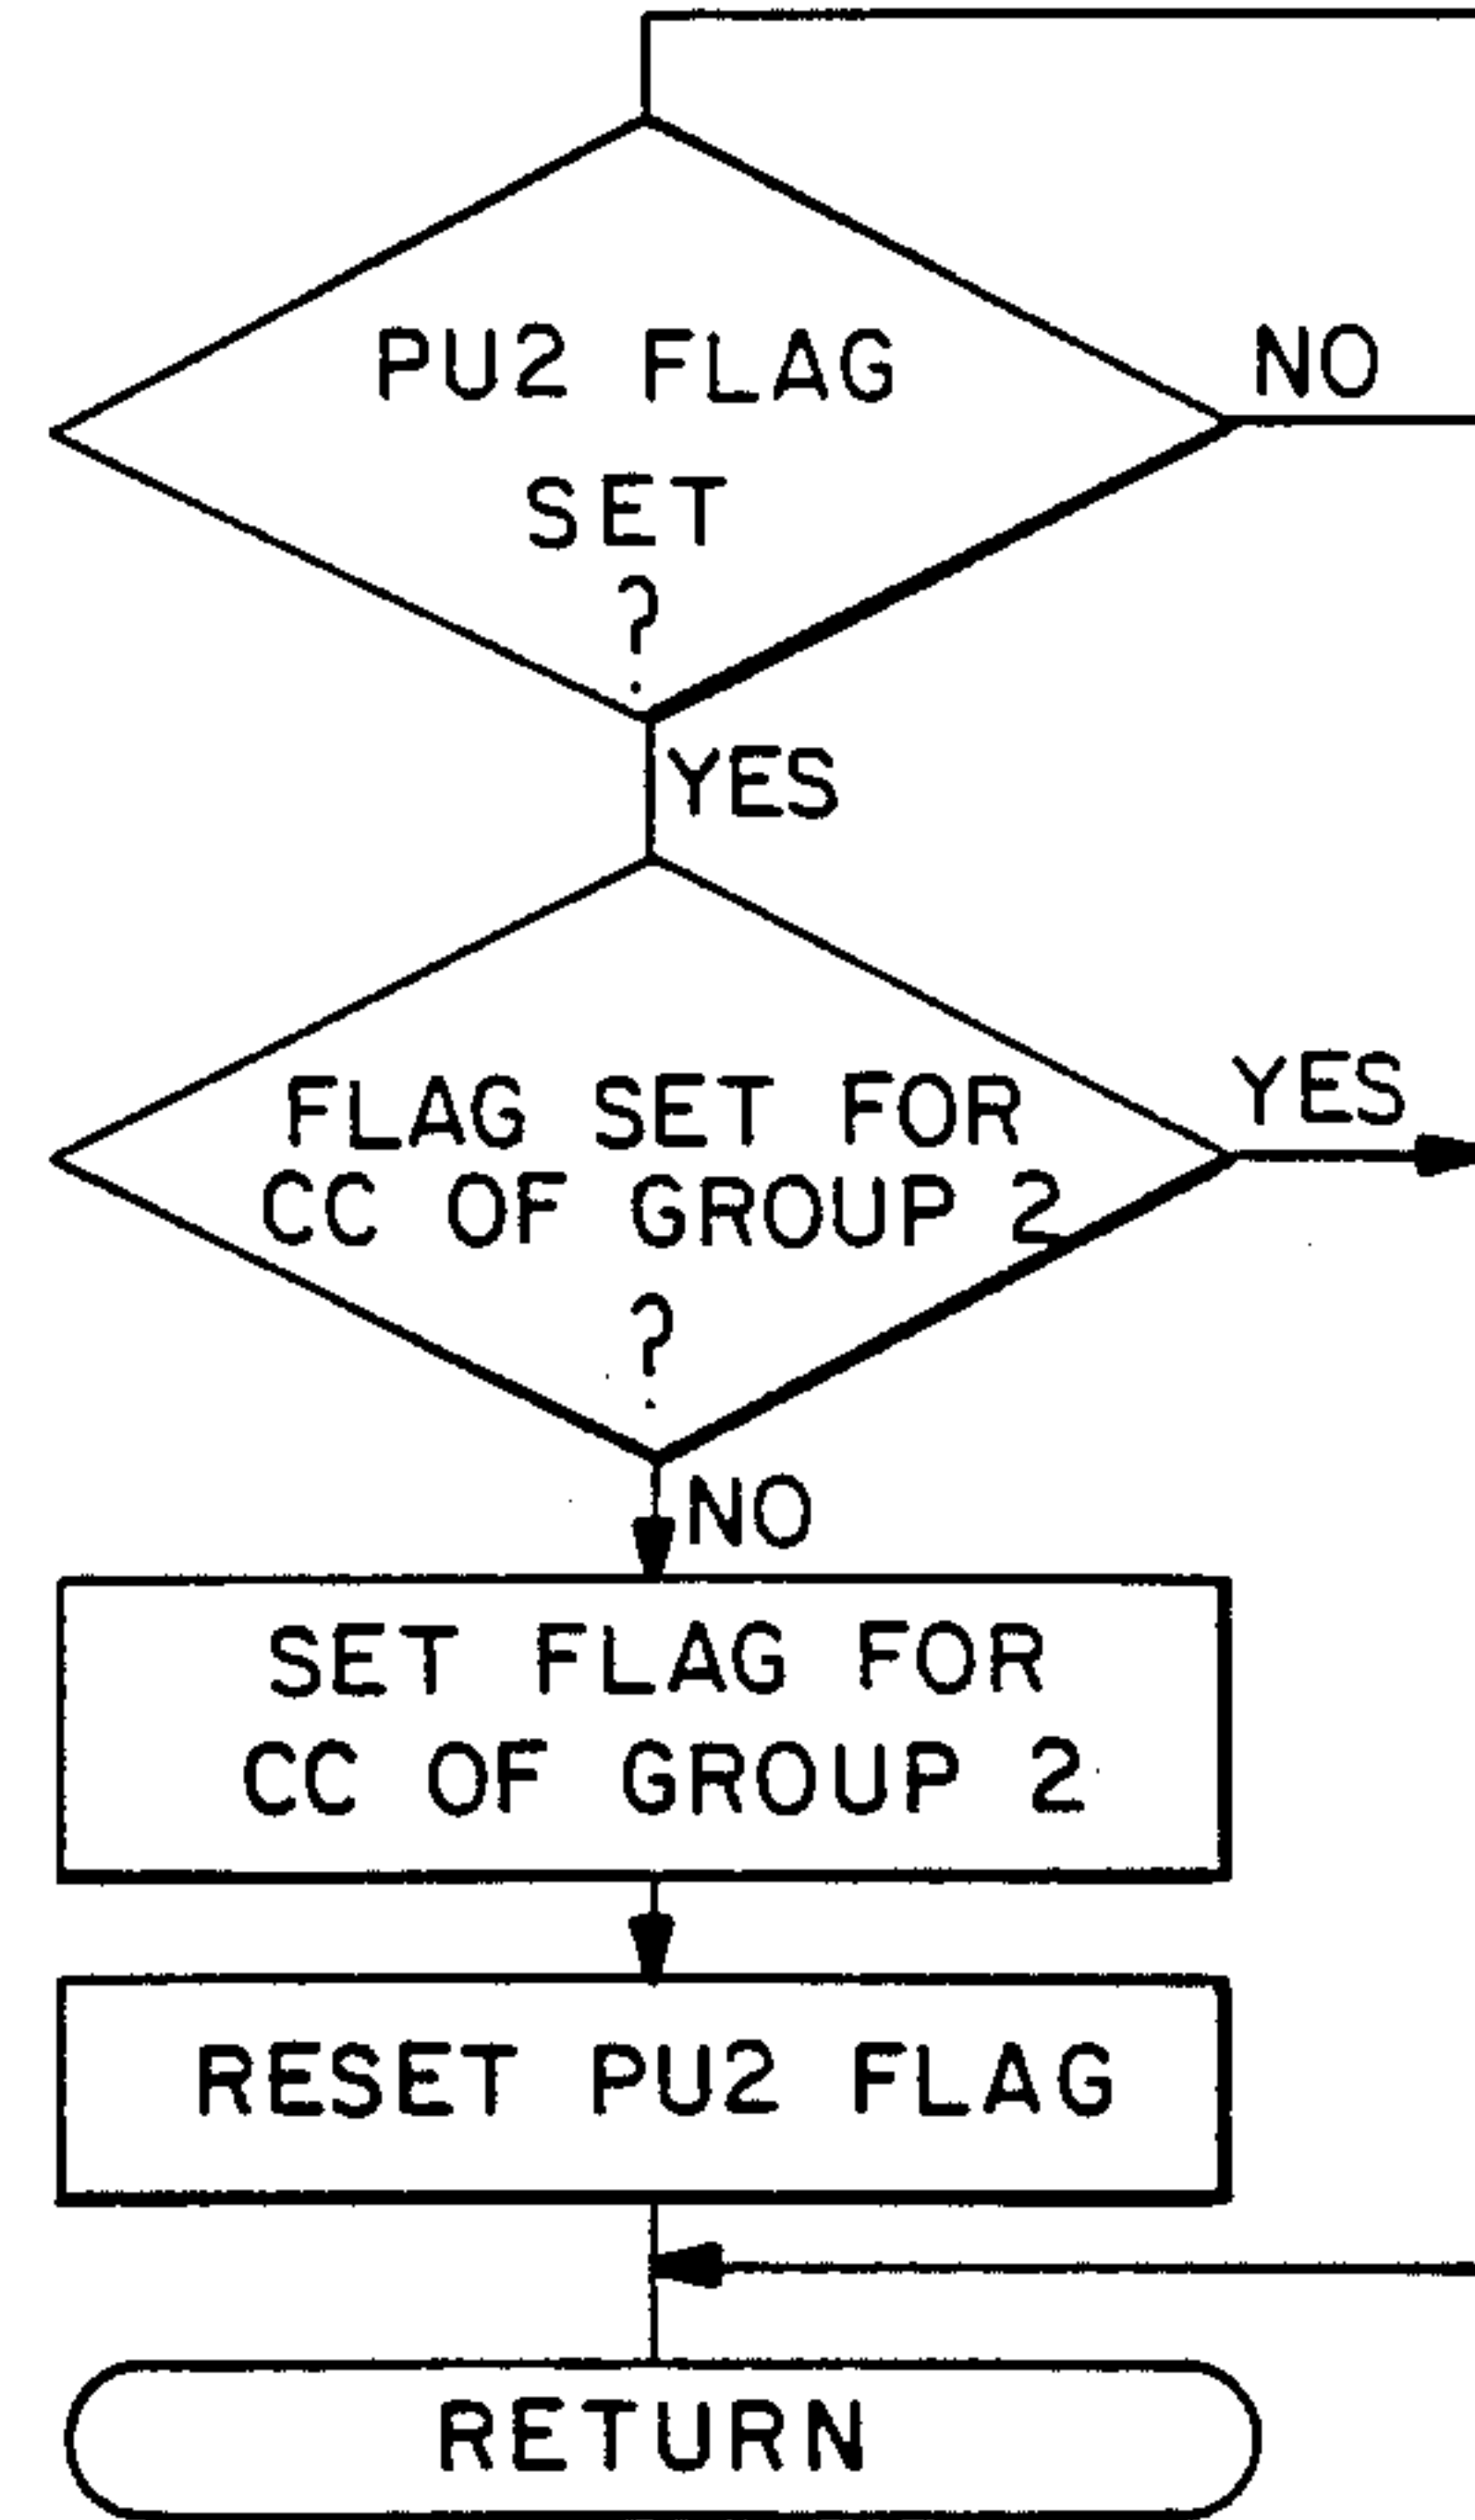 PU2 FLAG
NO
SET
?
YES
FLAG SET FOR
YES
CC OF GROUP 2
?
NO
SET FLAG FOR
CC OF GROUP 2
RESET PU2 FLAG
RETURN